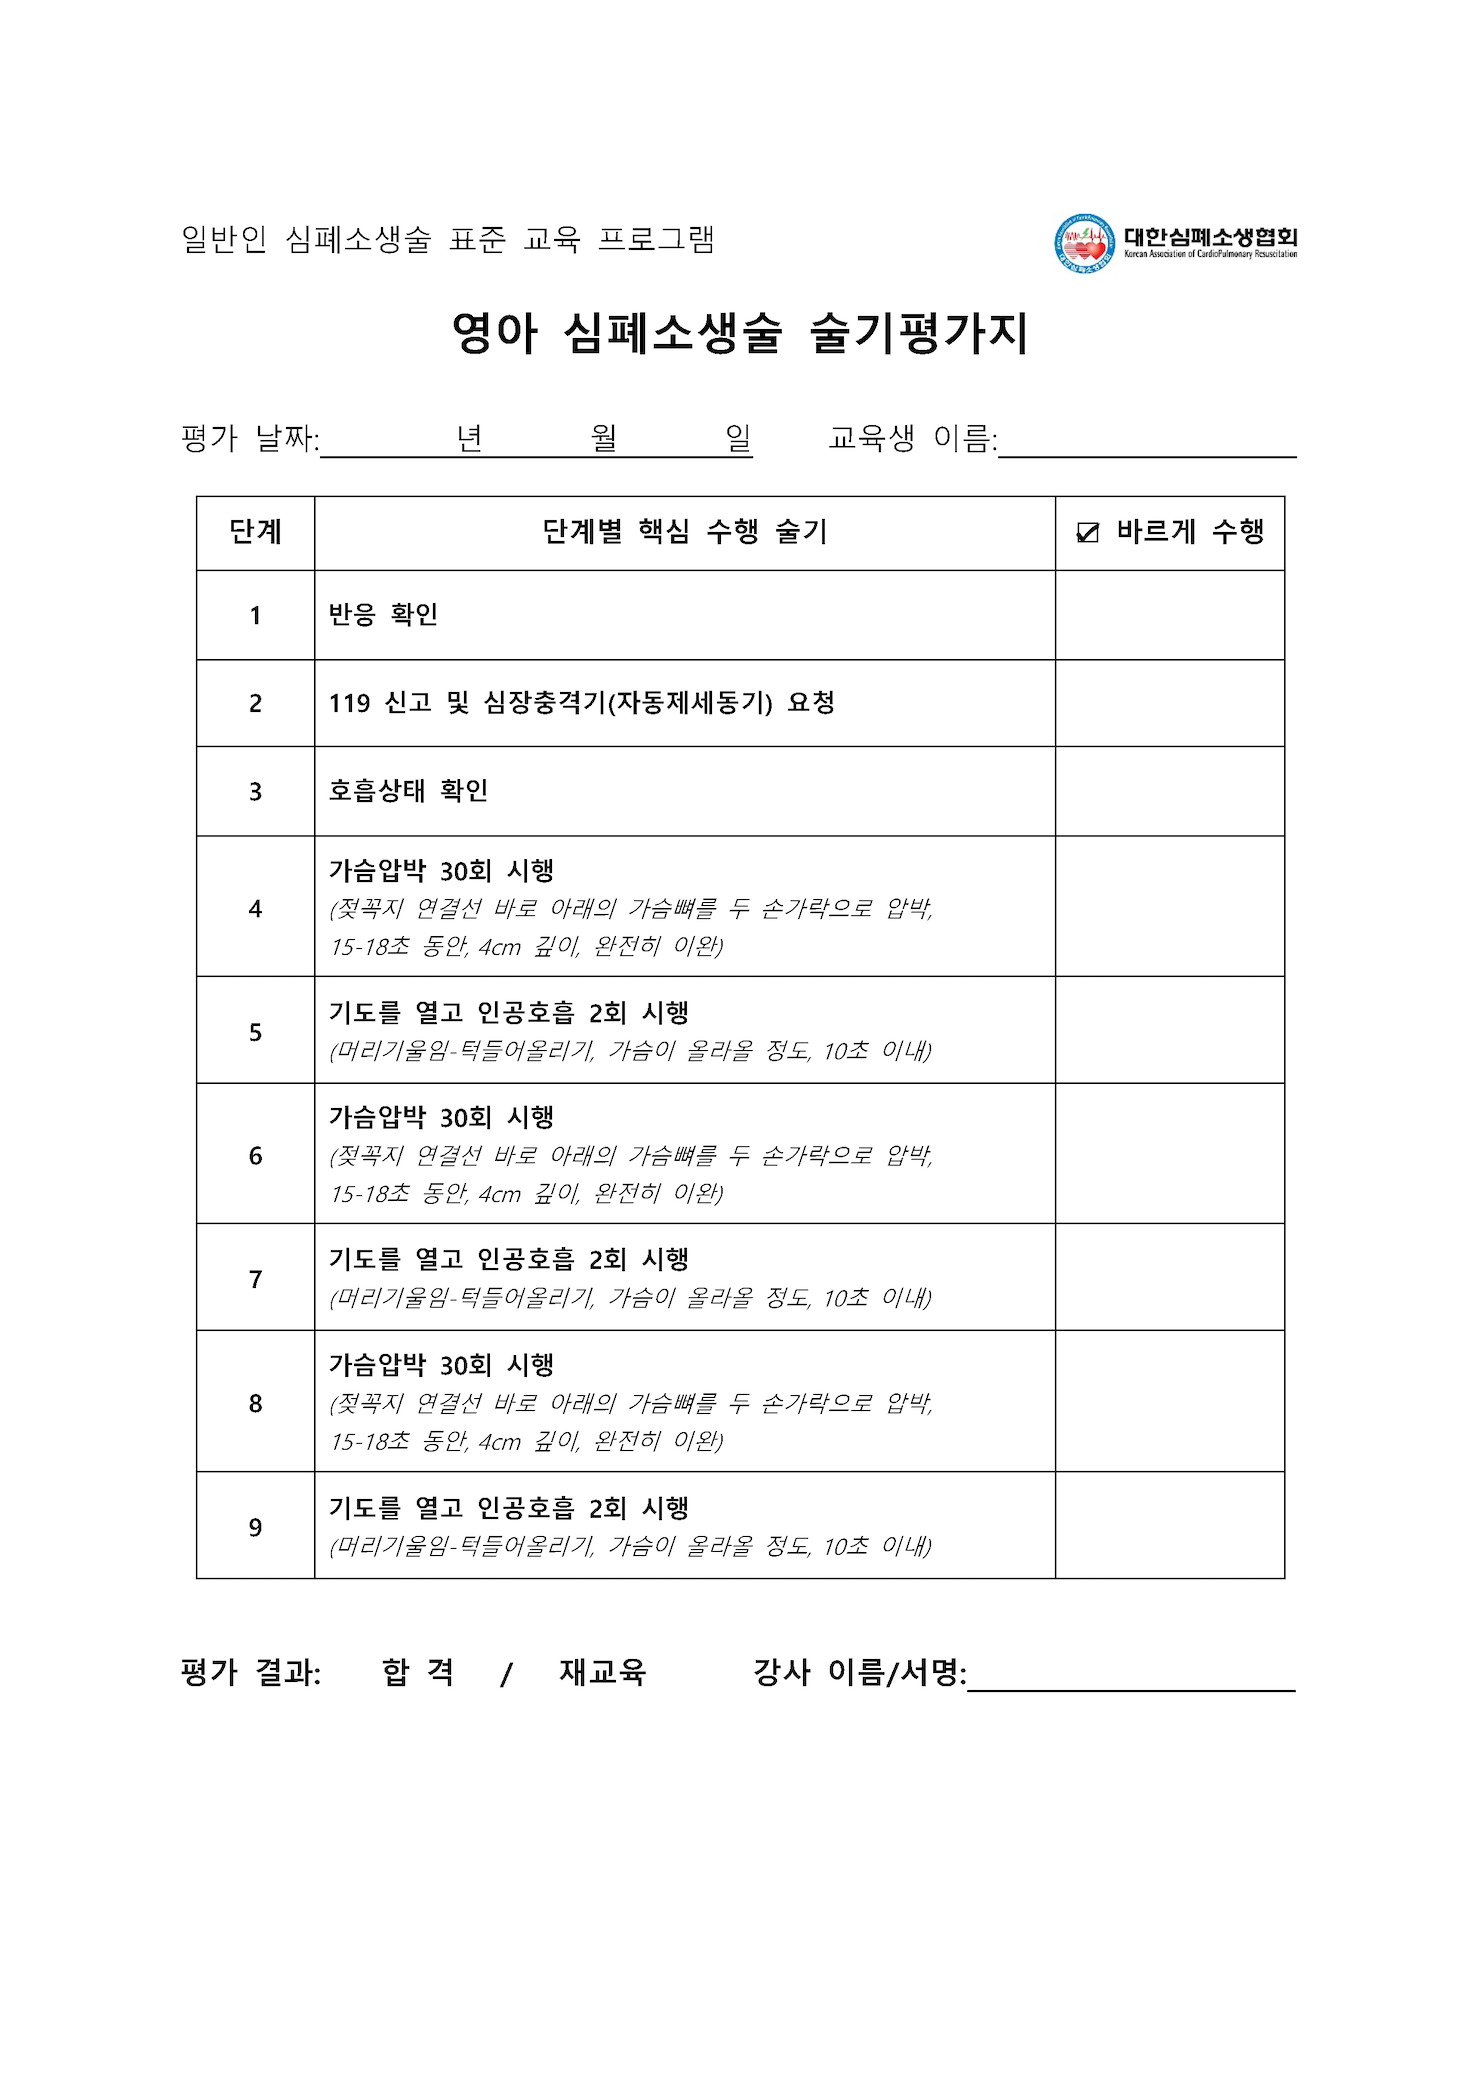 일반인 심폐소생술 표준 교육 프로그램
대한심폐소생협회
Korean Association of CardioPulmonary Resuscitation
영아 심폐소생술 술기평가지
평가 날짜: 년 월 일 교육생 이름:
단계 단계별 핵심 수행 술기 ☑ 바르게 수행
1 반응 확인
2 119 신고 및 심장충격기(자동제세동기) 요청
3 호흡상태 확인
4 가슴압박 30회 시행
(젖꼭지 연결선 바로 아래의 가슴뼈를 두 손가락으로 압박,
15-18초 동안, 4cm 깊이, 완전히 이완)
5 기도를 열고 인공호흡 2회 시행
(머리기울임-턱들어올리기, 가슴이 올라올 정도, 10초 이내)
6 가슴압박 30회 시행
(젖꼭지 연결선 바로 아래의 가슴뼈를 두 손가락으로 압박,
15-18초 동안, 4cm 깊이, 완전히 이완)
7 기도를 열고 인공호흡 2회 시행
(머리기울임-턱들어올리기, 가슴이 올라올 정도, 10초 이내)
8 가슴압박 30회 시행
(젖꼭지 연결선 바로 아래의 가슴뼈를 두 손가락으로 압박,
15-18초 동안, 4cm 깊이, 완전히 이완)
9 기도를 열고 인공호흡 2회 시행
(머리기울임-턱들어올리기, 가슴이 올라올 정도, 10초 이내)
평가 결과: 합 격 / 재교육 강사 이름/서명: